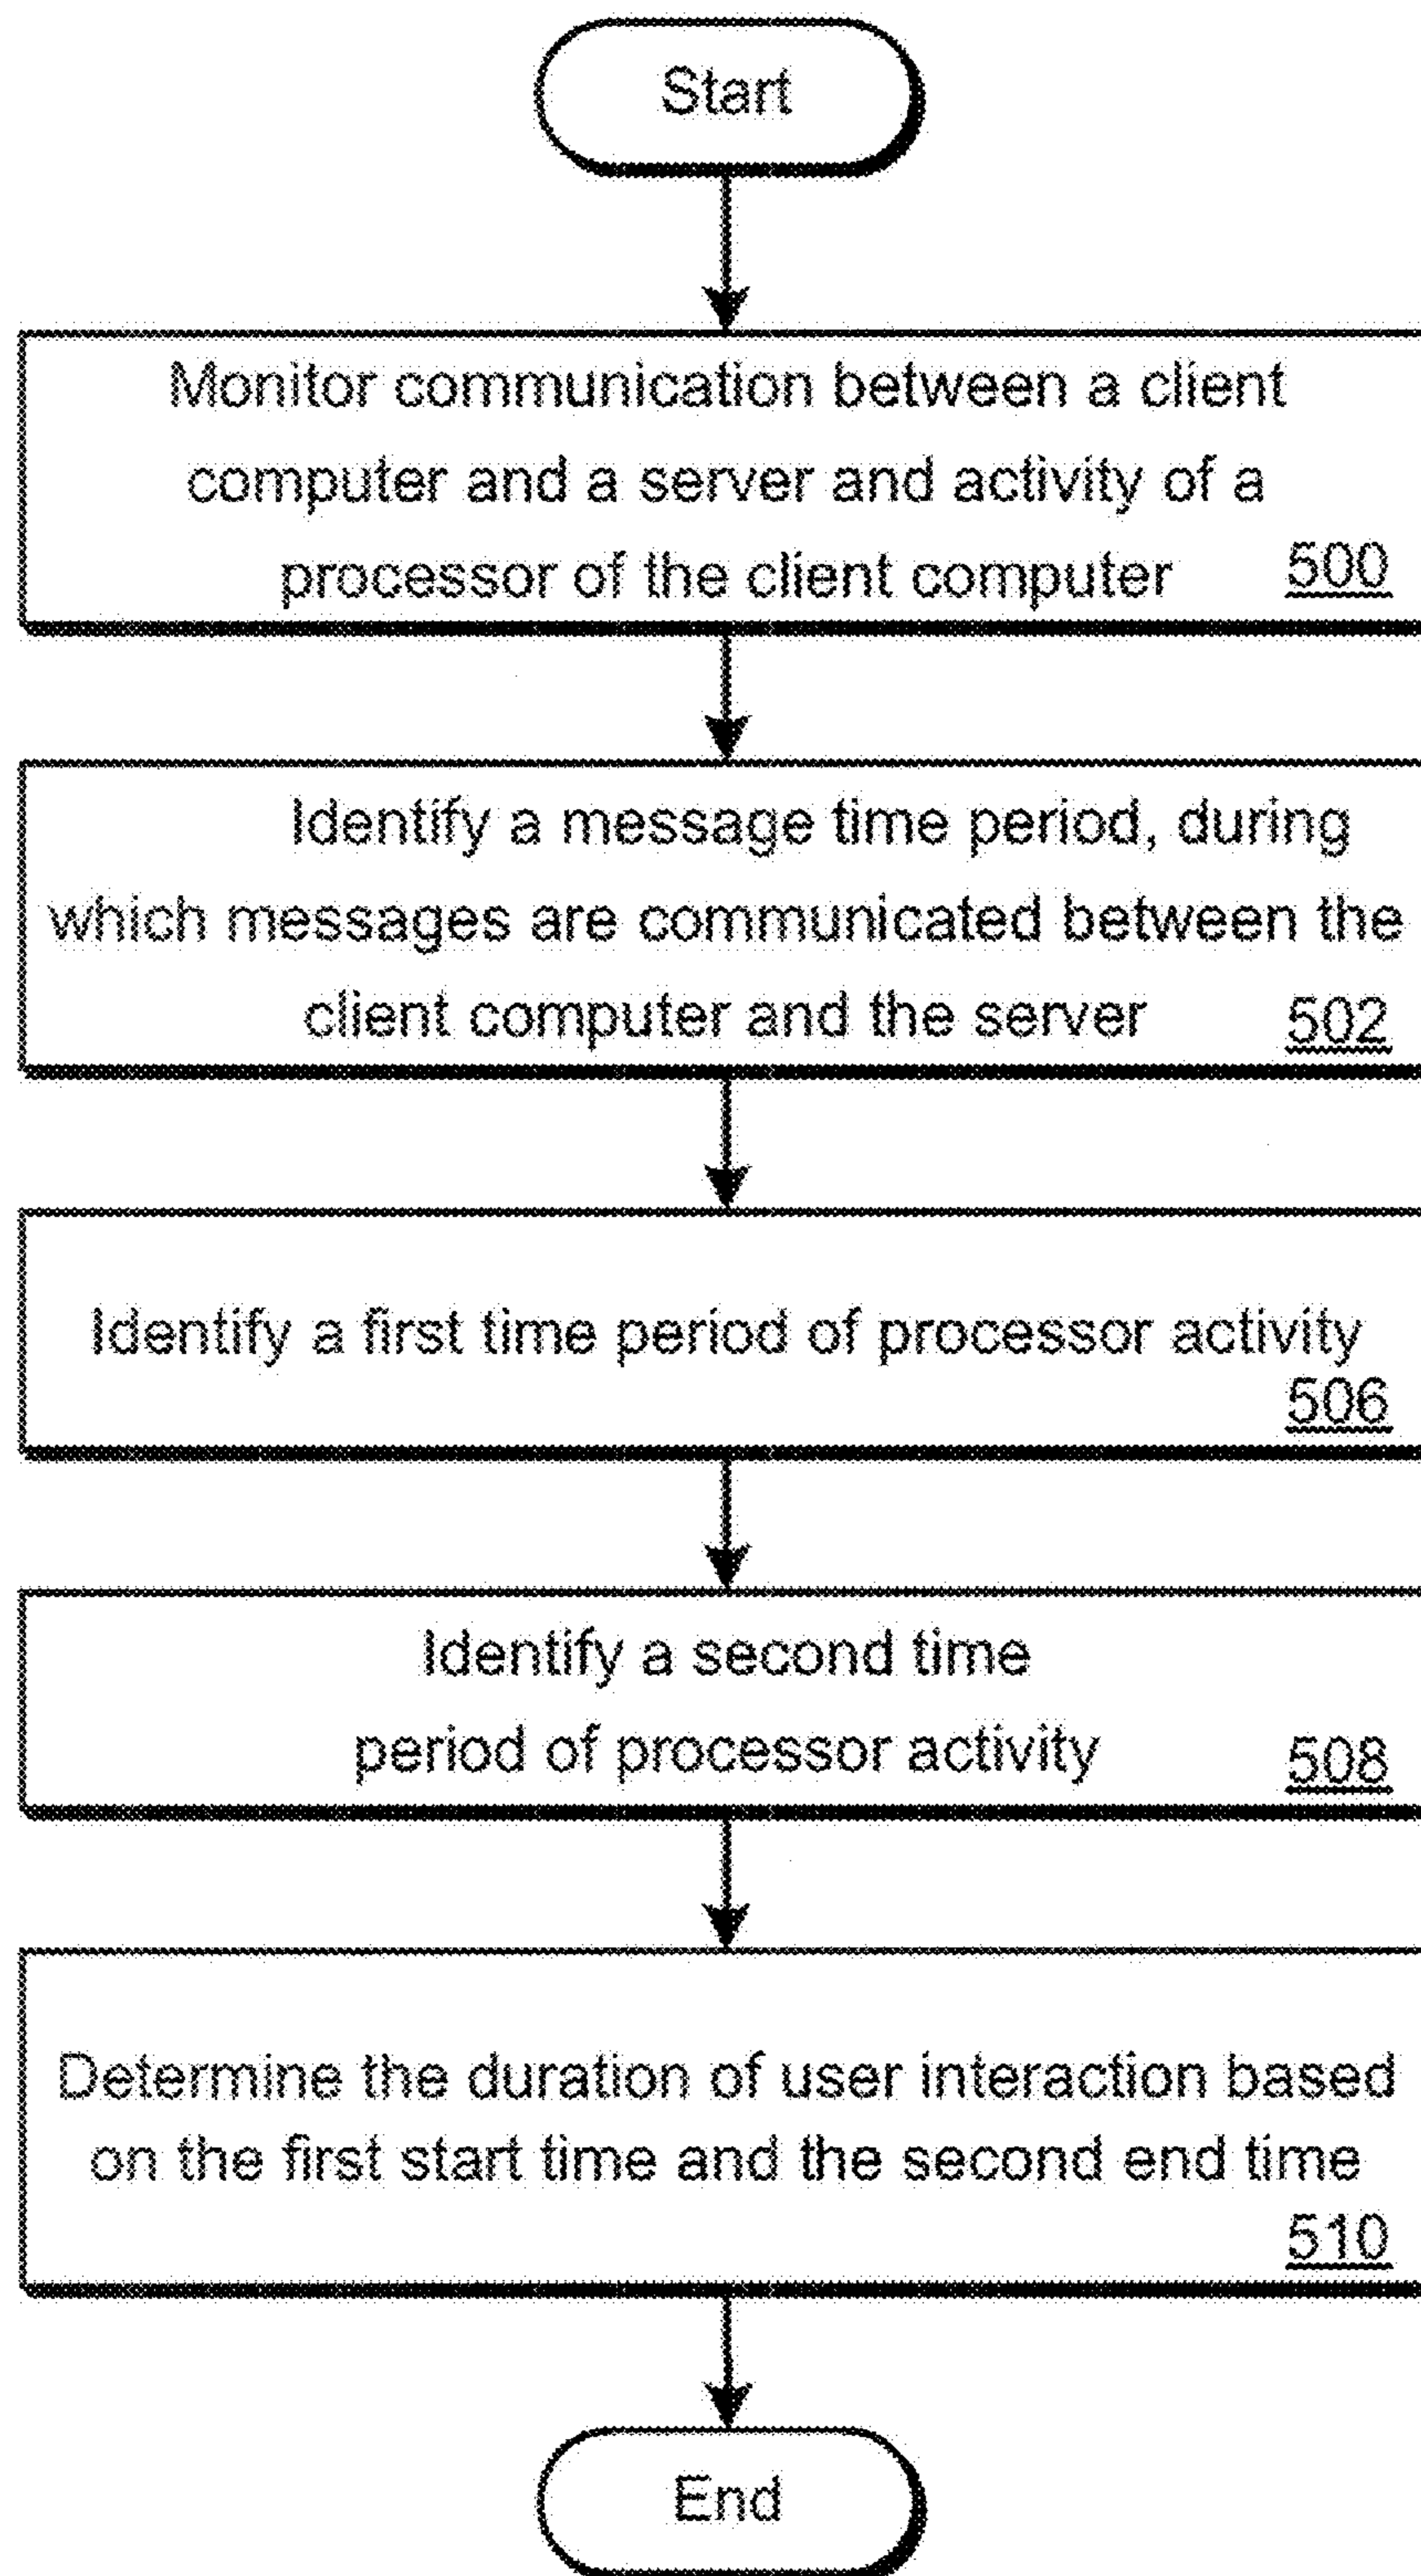 Start
Monitor communication between a client
computer and a server and activity of a
processor of the client computer 500
Identify a message time period, during
which messages are communicated between the
client computer and the server 502
Identify a first time period of processor activity
506
Identify a second time
period of processor activity 508
Determine the duration of user interaction based
on the first start time and the second end time
510
End